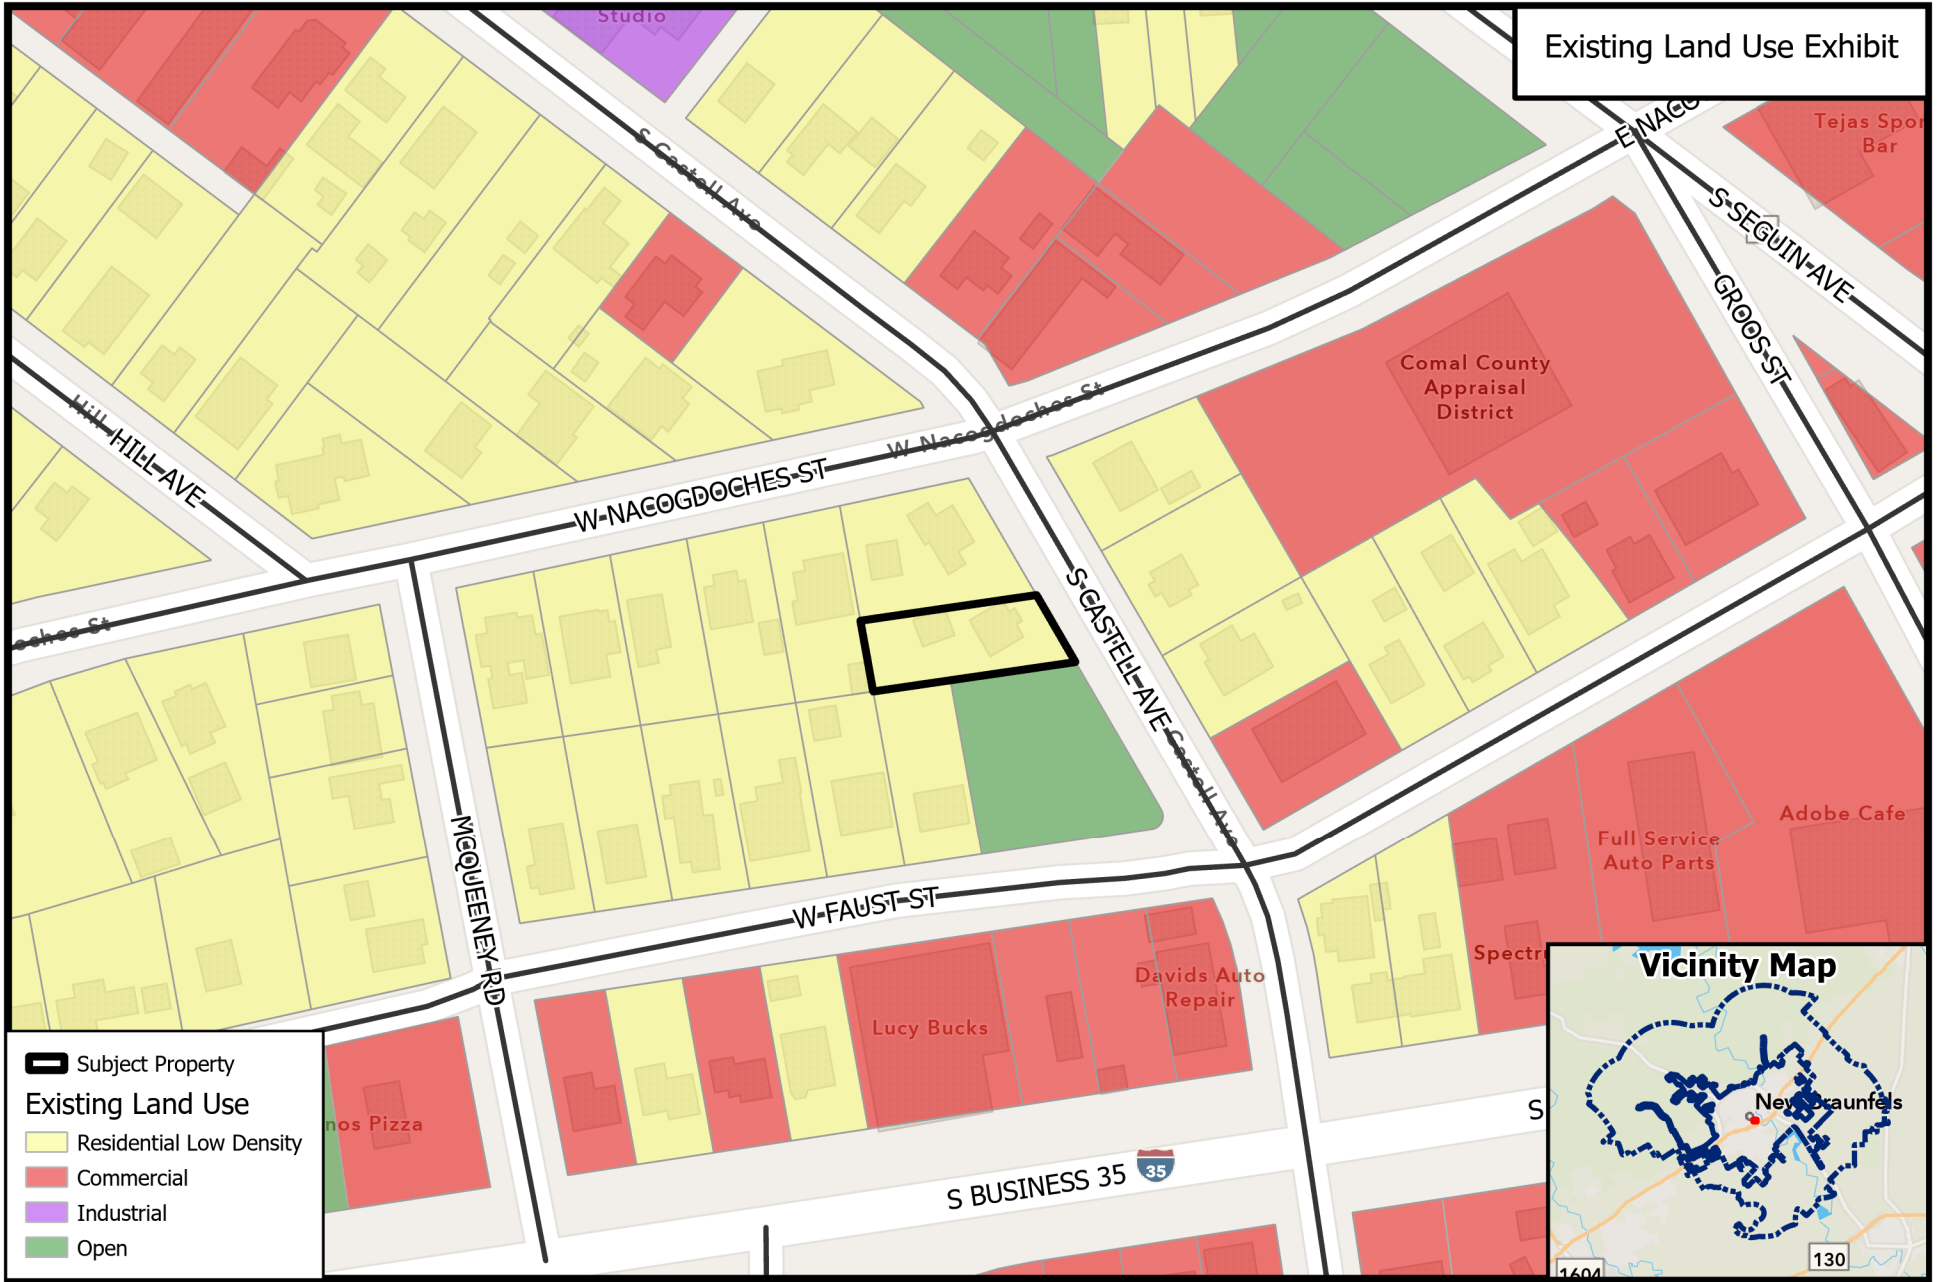 Studio
Existing Land Use Exhibit
E NACO
Tejas Spor
Bar
S Castell Ave
S SEGUIN AVE
GROOS ST
Comal County
Appraisal
District
Hill
HILL AVE
W Nacogdoches St
W NACOGDOCHES ST
oches St
S CASTELL AVE
Castell Ave
MCQUEENEY RD
W FAUST ST
Full Service
Auto Parts
Adobe Cafe
Spectru
Davids Auto
Repair
Lucy Bucks
nos Pizza
S BUSINESS 35
35
S
Subject Property
Existing Land Use
Residential Low Density
Commercial
Industrial
Open
Vicinity Map
New Braunfels
130
1604